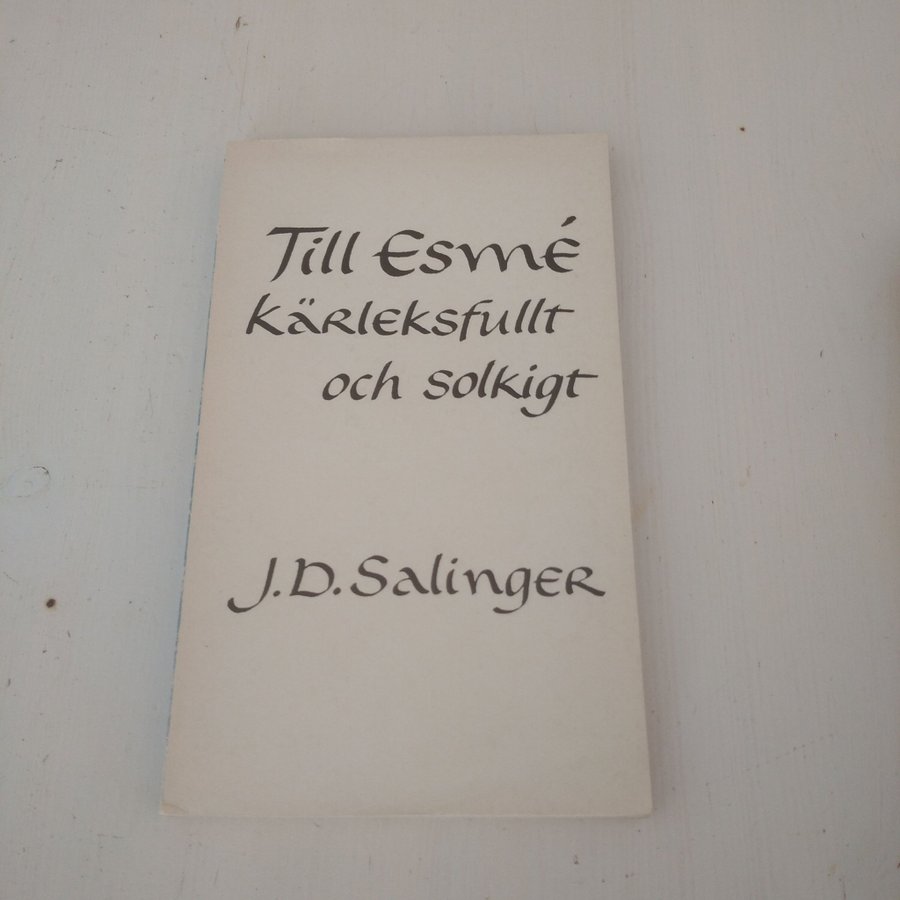 Till Esmé
kärleksfullt
och solkigt
J.D. Salinger